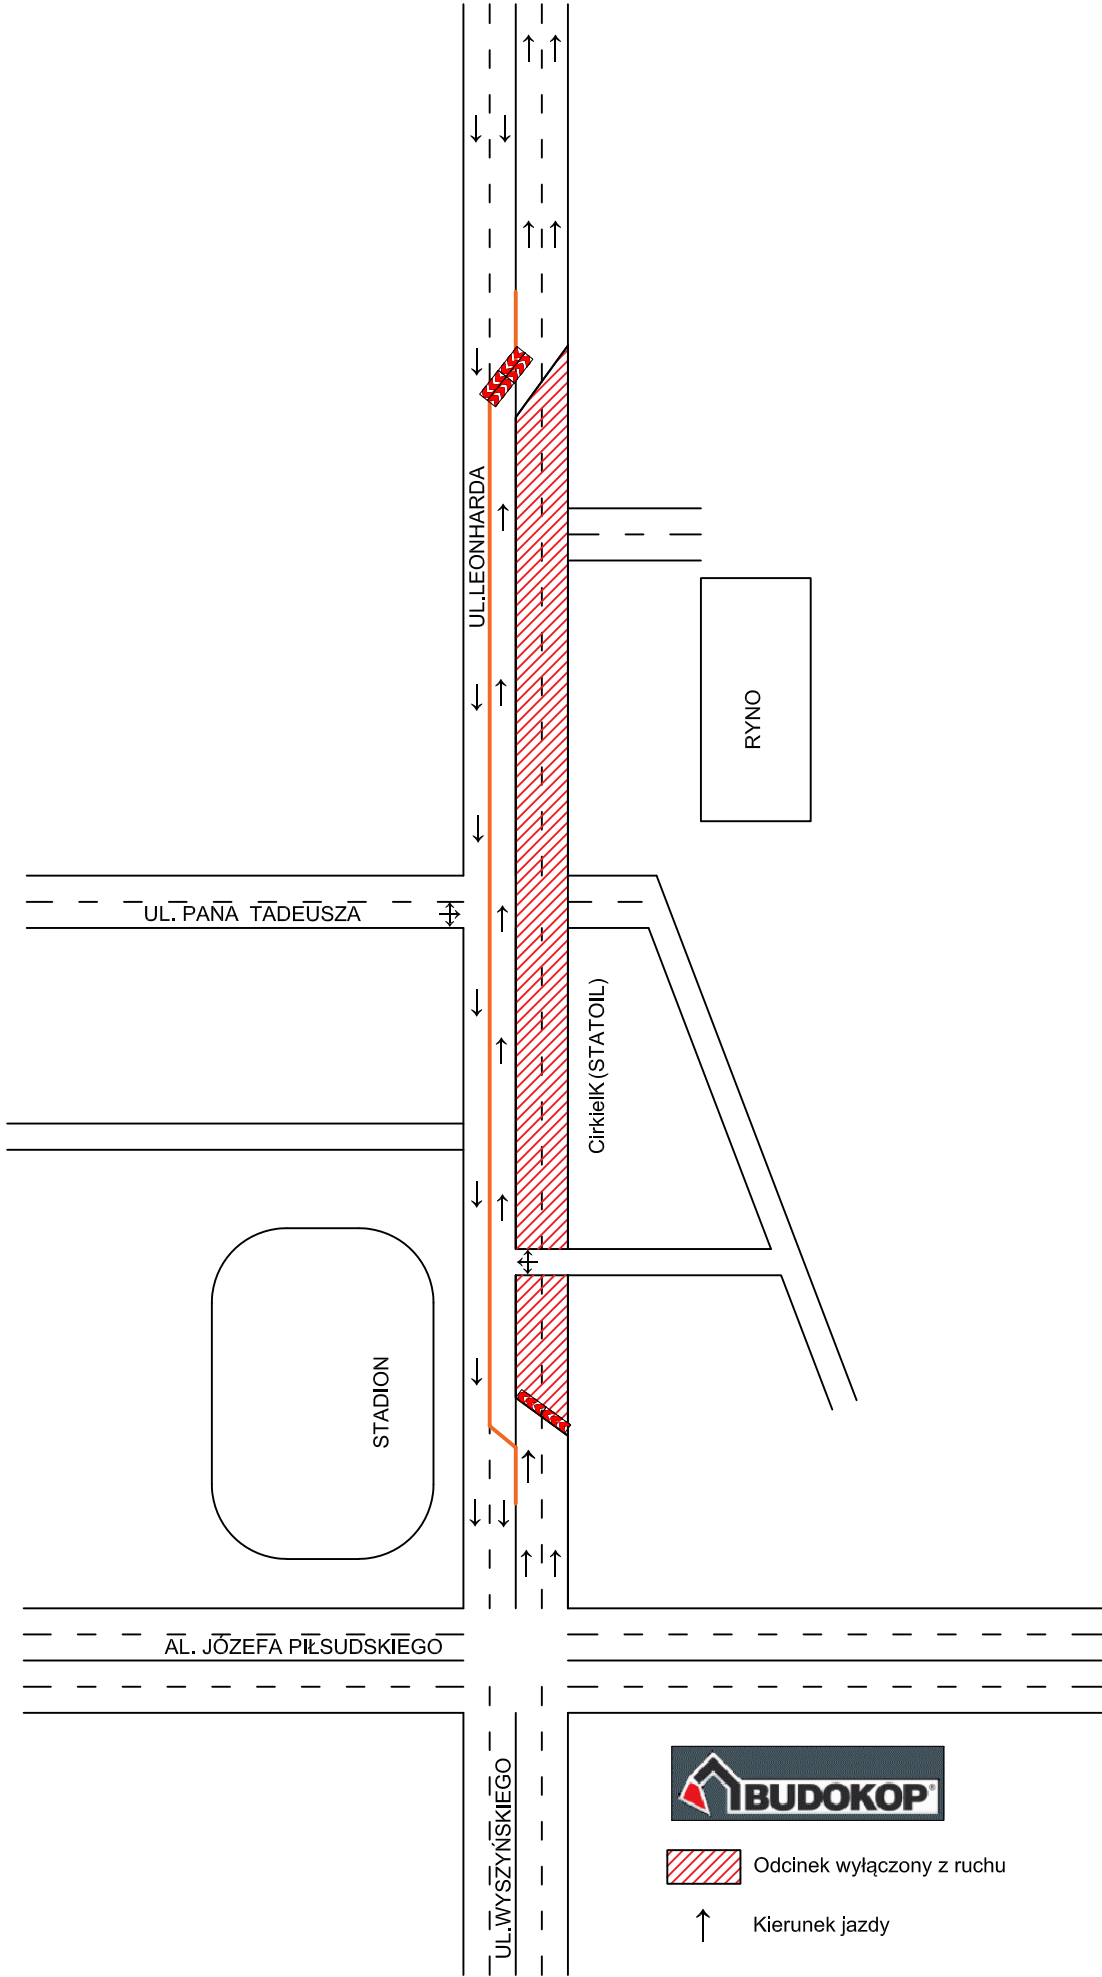 UL.LEONHARDA
RYNO
UL. PANA TADEUSZA
CirkielK(STATOIL)
STADION
AL. JÓZEFA PIŁSUDSKIEGO
UL.WYSZYŃSKIEGO
BUDOKOP®
Odcinek wyłączony z ruchu
Kierunek jazdy